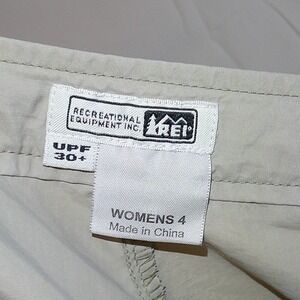 RECREATIONAL
EQUIPMENT INC.
REI
UPF
30+
WOMENS 4
Made in China